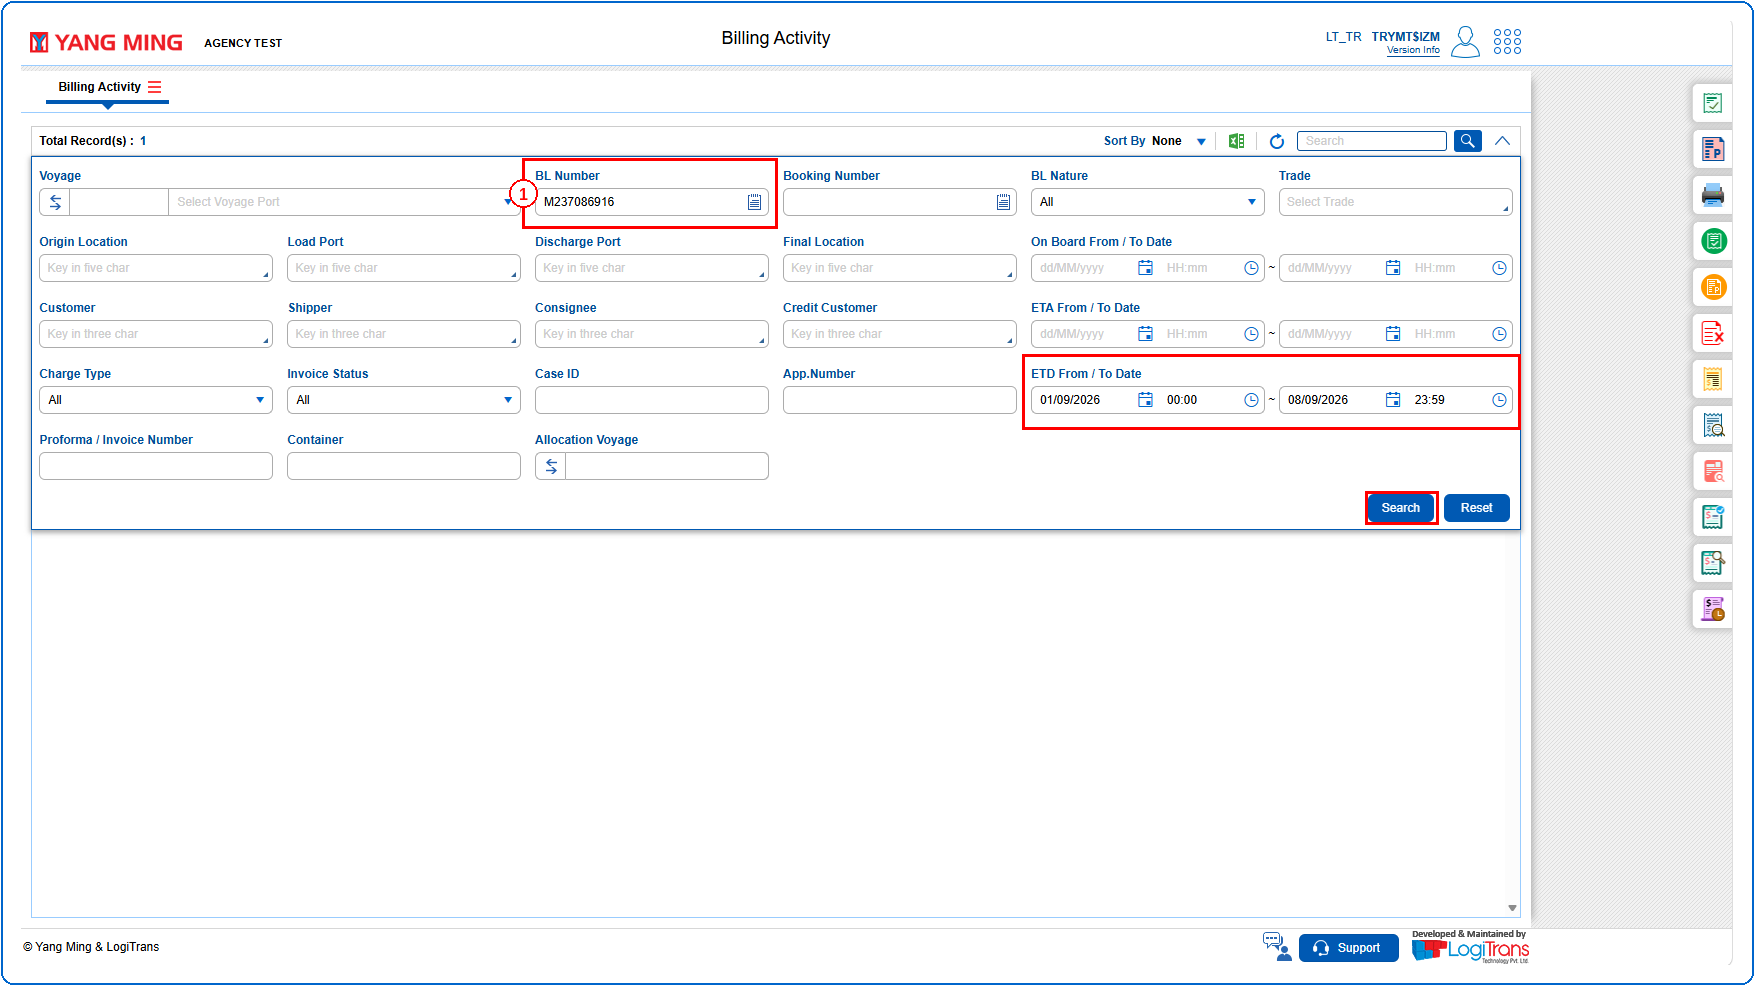 YANG MING
AGENCY TEST
Billing Activity
LT_TR TRYMT$IZM
Version Info
Billing Activity
Total Record(s) : 1
Sort By None
Search
Voyage
BL Number
Booking Number
BL Nature
Trade
Select Voyage Port
1
M237086916
All
Select Trade
Origin Location
Load Port
Discharge Port
Final Location
On Board From / To Date
Key in five char
Key in five char
Key in five char
Key in five char
dd/MM/yyyy HH:mm ~ dd/MM/yyyy HH:mm
Customer
Shipper
Consignee
Credit Customer
ETA From / To Date
Key in three char
Key in three char
Key in three char
Key in three char
dd/MM/yyyy HH:mm ~ dd/MM/yyyy HH:mm
Charge Type
Invoice Status
Case ID
App.Number
ETD From / To Date
All
All
01/09/2026 00:00 ~ 08/09/2026 23:59
Proforma / Invoice Number
Container
Allocation Voyage
Search
Reset
© Yang Ming & LogiTrans
Support
Developed & Maintained by
LogiTrans
Technology Pvt. Ltd.